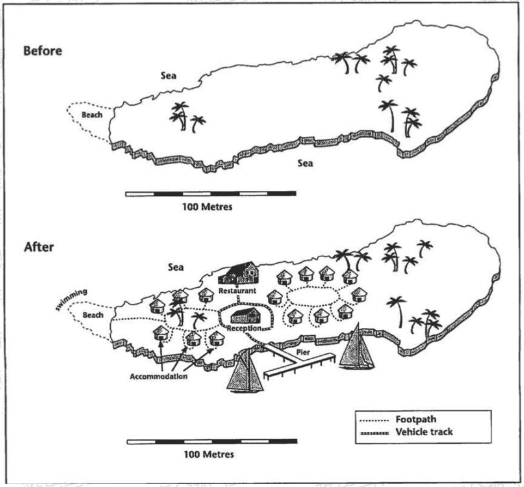 Before
Sea
Beach
Sea
100 Metres
After
Sea
swimming
Restaurant
Beach
Reception
Pier
Accommodation
Footpath
Vehicle track
100 Metres